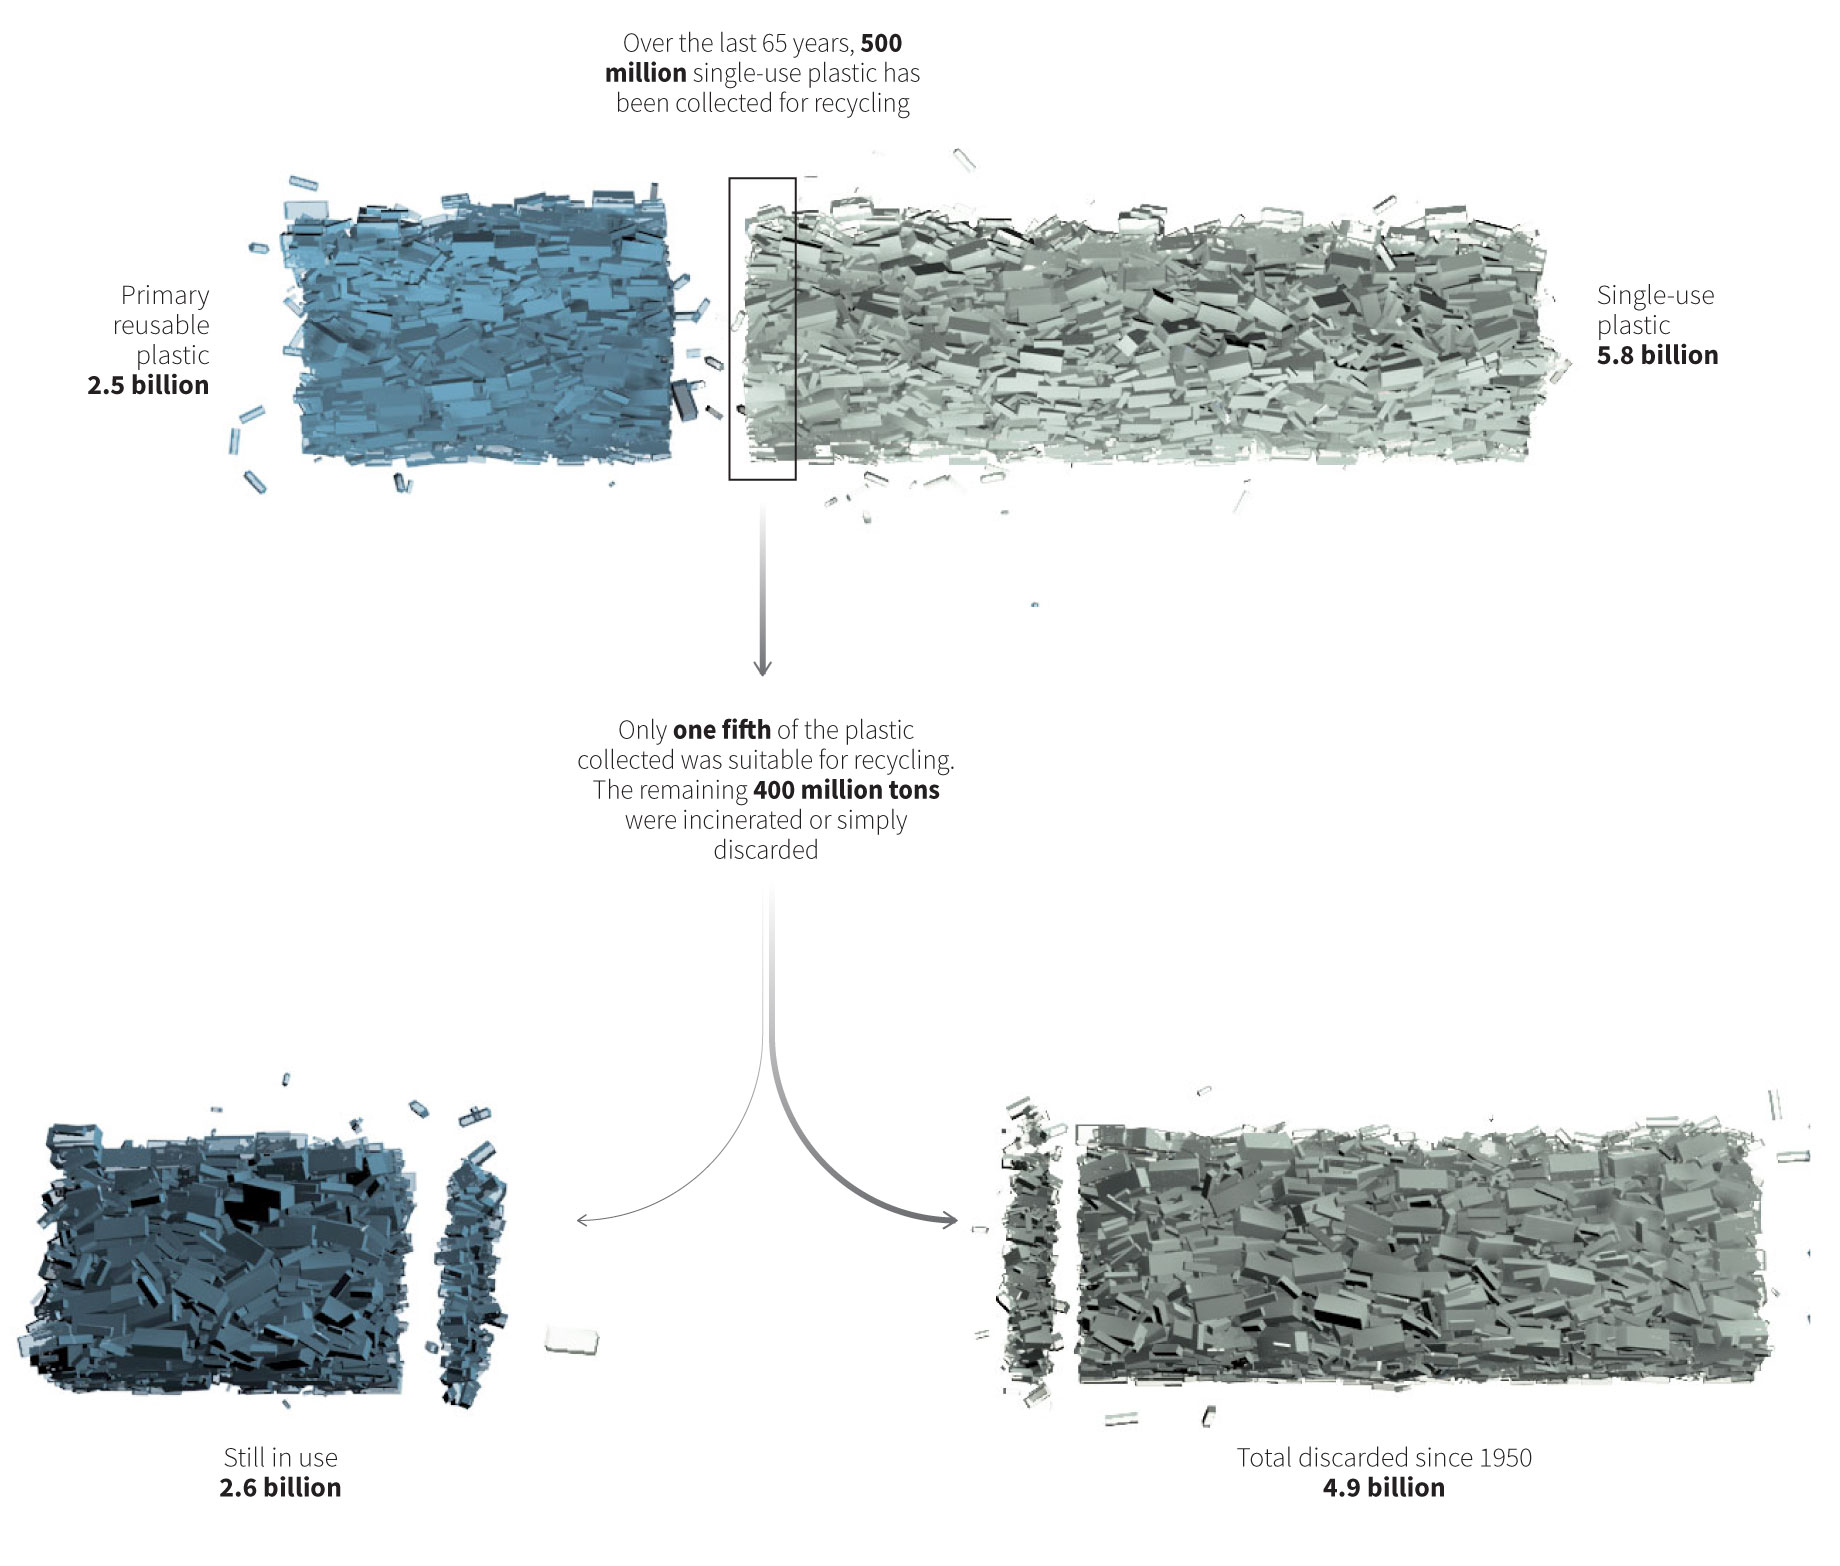 Over the last 65 years, 500
million single-use plastic has
been collected for recycling
Primary
reusable
plastic
2.5 billion
Single-use
plastic
5.8 billion
Only one fifth of the plastic
collected was suitable for recycling.
The remaining 400 million tons
were incinerated or simply
discarded
Still in use
2.6 billion
Total discarded since 1950
4.9 billion